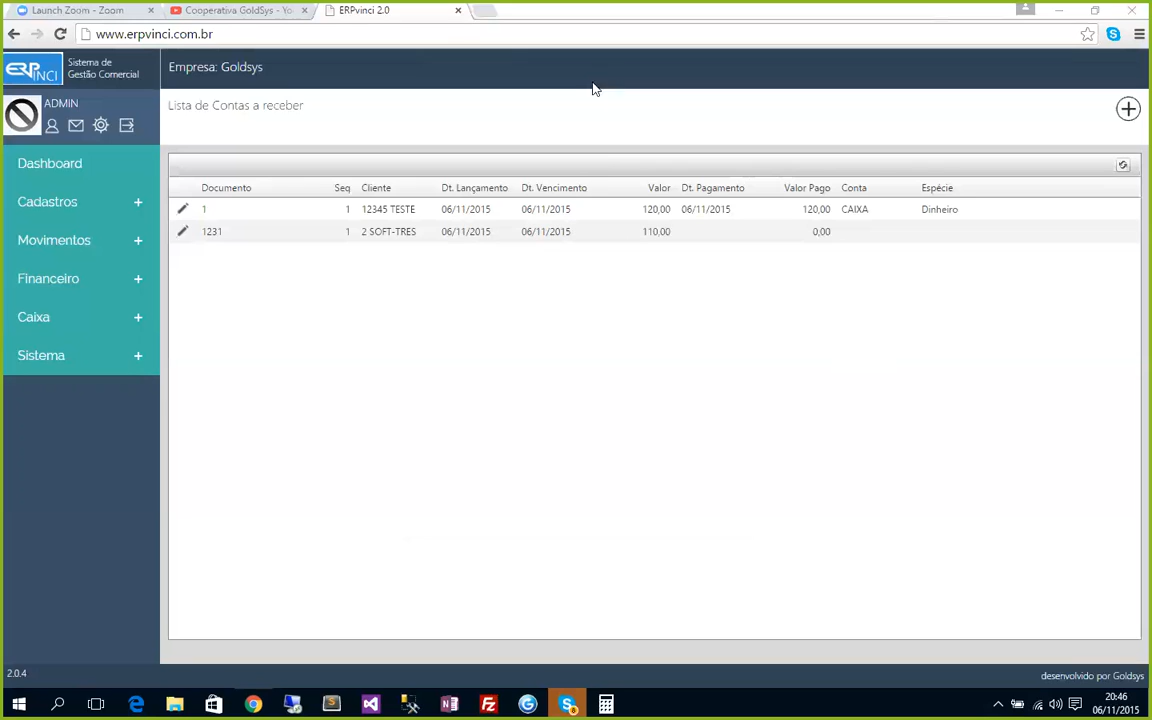 Launch Zoom - Zoom
Cooperativa GoldSys - Yo
ERPvinci 2.0
www.erpvinci.com.br
ERPVINCI Sistema de
Gestão Comercial
Empresa: Goldsys
ADMIN
Lista de Contas a receber
Dashboard
Cadastros +
Movimentos +
Financeiro +
Caixa +
Sistema +
Documento Seq Cliente Dt. Lançamento Dt. Vencimento Valor Dt. Pagamento Valor Pago Conta Espécie
1 1 12345 TESTE 06/11/2015 06/11/2015 120,00 06/11/2015 120,00 CAIXA Dinheiro
1231 1 2 SOFT-TRES 06/11/2015 06/11/2015 110,00 0,00
2.0.4
desenvolvido por Goldsys
20:46
06/11/2015